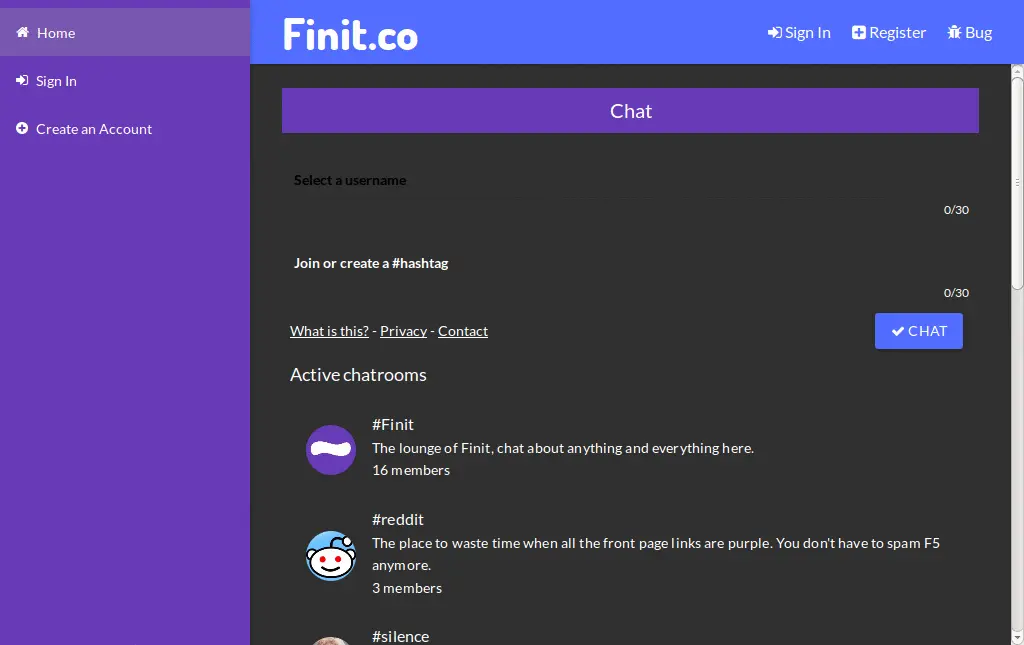 Home
Sign In
Create an Account
Finit.co
Sign In
Register
Bug
Chat
Select a username
0/30
Join or create a #hashtag
0/30
What is this? - Privacy - Contact
CHAT
Active chatrooms
#Finit
The lounge of Finit, chat about anything and everything here.
16 members
#reddit
The place to waste time when all the front page links are purple. You don't have to spam F5
anymore.
3 members
#silence